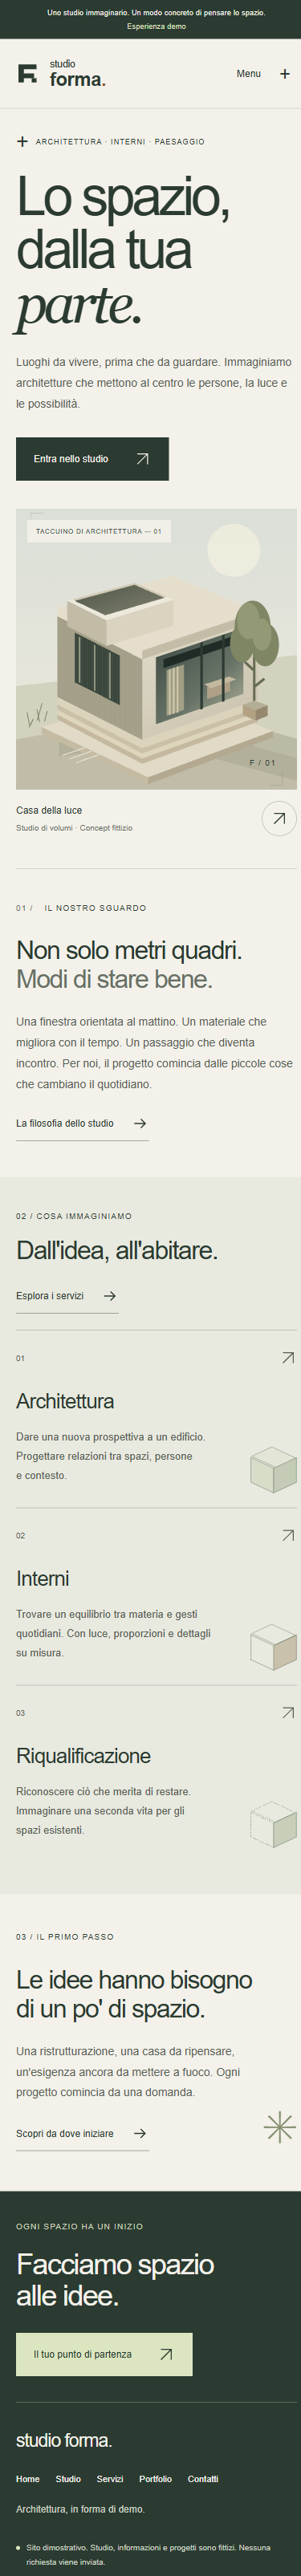 Uno studio immaginario. Un modo concreto di pensare lo spazio.
Esperienza demo
studio
forma.
Menu
ARCHITETTURA · INTERNI · PAESAGGIO
Lo spazio,
dalla tua
parte.
Luoghi da vivere, prima che da guardare. Immaginiamo
architetture che mettono al centro le persone, la luce e
le possibilità.
Entra nello studio
TACCUINO DI ARCHITETTURA — 01
F / 01
Casa della luce
Studio di volumi · Concept fittizio
01 / IL NOSTRO SGUARDO
Non solo metri quadri.
Modi di stare bene.
Una finestra orientata al mattino. Un materiale che
migliora con il tempo. Un passaggio che diventa
incontro. Per noi, il progetto comincia dalle piccole cose
che cambiano il quotidiano.
La filosofia dello studio
02 / COSA IMMAGINIAMO
Dall'idea, all'abitare.
Esplora i servizi
01
Architettura
Dare una nuova prospettiva a un edificio.
Progettare relazioni tra spazi, persone
e contesto.
02
Interni
Trovare un equilibrio tra materia e gesti
quotidiani. Con luce, proporzioni e dettagli
su misura.
03
Riqualificazione
Riconoscere ciò che merita di restare.
Immaginare una seconda vita per gli
spazi esistenti.
03 / IL PRIMO PASSO
Le idee hanno bisogno
di un po' di spazio.
Una ristrutturazione, una casa da ripensare,
un'esigenza ancora da mettere a fuoco. Ogni
progetto comincia da una domanda.
Scopri da dove iniziare
OGNI SPAZIO HA UN INIZIO
Facciamo spazio
alle idee.
Il tuo punto di partenza
studio forma.
Home Studio Servizi Portfolio Contatti
Architettura, in forma di demo.
Sito dimostrativo. Studio, informazioni e progetti sono fittizi. Nessuna
richiesta viene inviata.